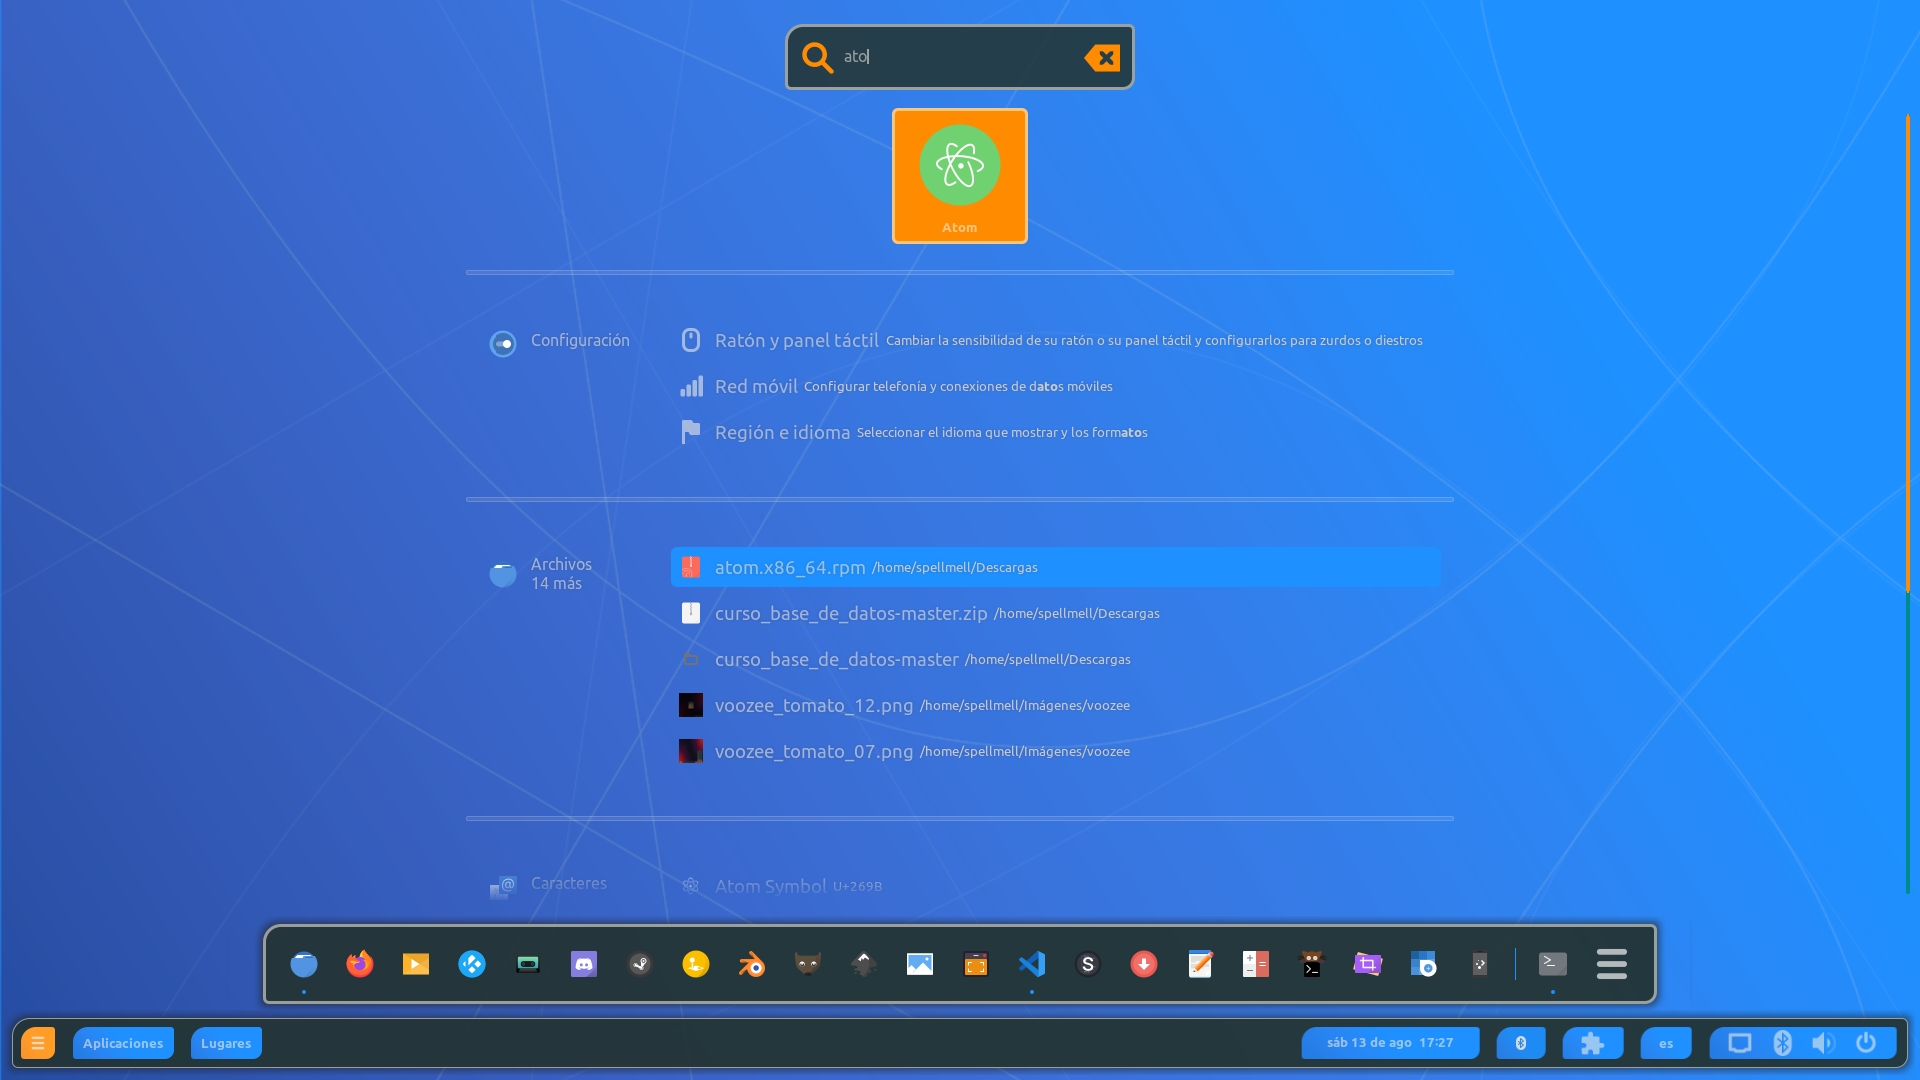 ato
Atom
Configuración
Ratón y panel táctil Cambiar la sensibilidad de su ratón o su panel táctil y configurarlos para zurdos o diestros
Red móvil Configurar telefonía y conexiones de datos móviles
Región e idioma Seleccionar el idioma que mostrar y los formatos
Archivos
14 más
atom.x86_64.rpm /home/spellmell/Descargas
curso_base_de_datos-master.zip /home/spellmell/Descargas
curso_base_de_datos-master /home/spellmell/Descargas
voozee_tomato_12.png /home/spellmell/Imágenes/voozee
voozee_tomato_07.png /home/spellmell/Imágenes/voozee
Caracteres
Atom Symbol U+269B
Aplicaciones Lugares sáb 13 de ago 17:27 es